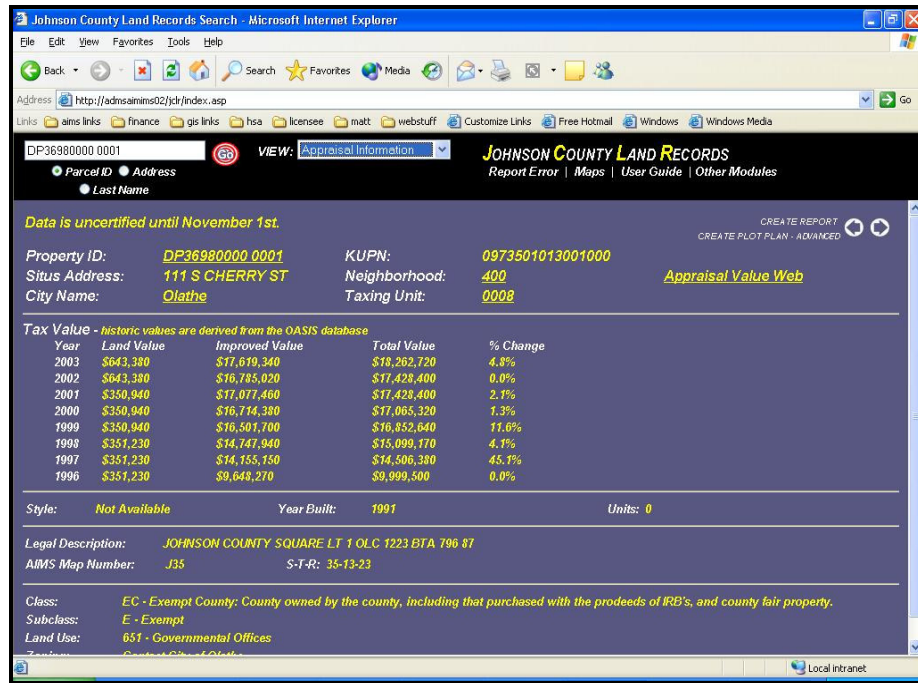 Johnson County Land Records Search - Microsoft Internet Explorer
File Edit View Favorites Tools Help
Back Search Favorites Media
Address http://admsaimims02/jclr/index.asp Go
Links aims links finance gis links hsa licensee matt webstuff Customize Links Free Hotmail Windows Windows Media
DP36980000 0001 Go VIEW: Appraisal Information JOHNSON COUNTY LAND RECORDS
Parcel ID Address Report Error | Maps | User Guide | Other Modules
Last Name
Data is uncertified until November 1st. CREATE REPORT
CREATE PLOT PLAN - ADVANCED
Property ID: DP36980000 0001 KUPN: 0973501013001000
Situs Address: 111 S CHERRY ST Neighborhood: 400 Appraisal Value Web
City Name: Olathe Taxing Unit: 0008
Tax Value - historic values are derived from the OASIS database
Year Land Value Improved Value Total Value % Change
2003 $643,380 $17,619,340 $18,262,720 4.8%
2002 $643,380 $16,785,020 $17,428,400 0.0%
2001 $350,940 $17,077,460 $17,428,400 2.1%
2000 $350,940 $16,714,380 $17,065,320 1.3%
1999 $350,940 $16,501,700 $16,852,640 11.6%
1998 $351,230 $14,747,940 $15,099,170 4.1%
1997 $351,230 $14,155,150 $14,506,380 45.1%
1996 $351,230 $9,648,270 $9,999,500 0.0%
Style: Not Available Year Built: 1991 Units: 0
Legal Description: JOHNSON COUNTY SQUARE LT 1 OLC 1223 BTA 796 87
AIMS Map Number: J35 S-T-R: 35-13-23
Class: EC - Exempt County: County owned by the county, including that purchased with the prodeeds of IRB's, and county fair property.
Subclass: E - Exempt
Land Use: 651 - Governmental Offices
Zoning: Contact City of Olathe
Local intranet